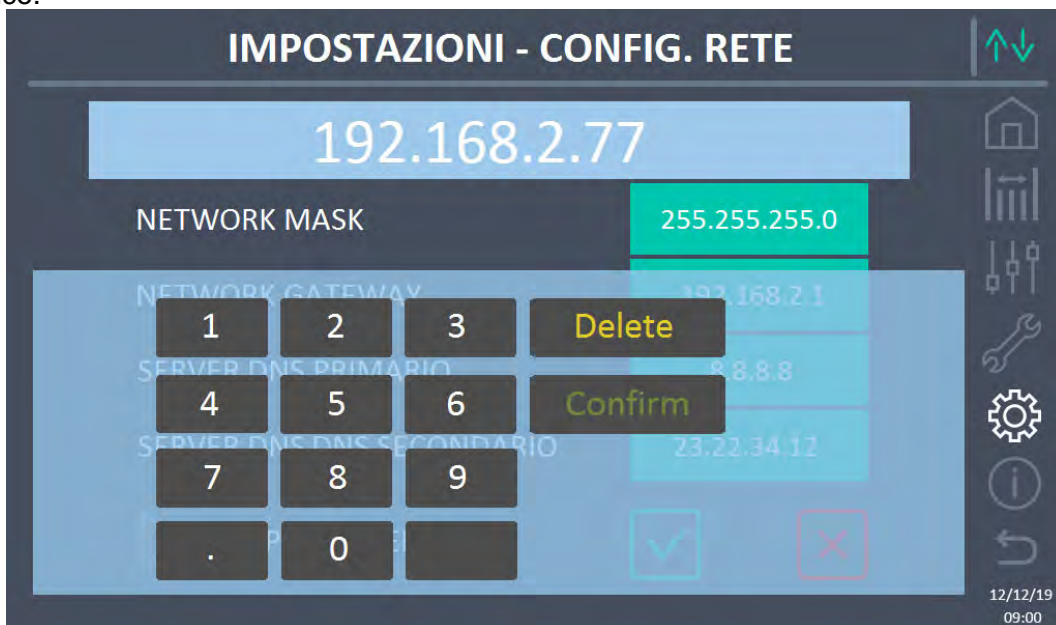 IMPOSTAZIONI - CONFIG. RETE
192.168.2.77
NETWORK MASK 255.255.255.0
NETWORK GATEWAY 192.168.2.1
SERVER DNS PRIMARIO 8.8.8.8
SERVER DNS DNS SECONDARIO 23.22.34.12
1 2 3 Delete
4 5 6 Confirm
7 8 9
. 0
12/12/19
09:00